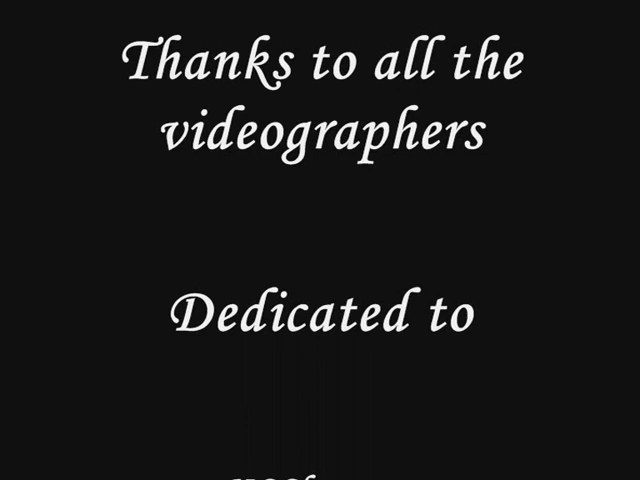 Thanks to all the
videographers
Dedicated to